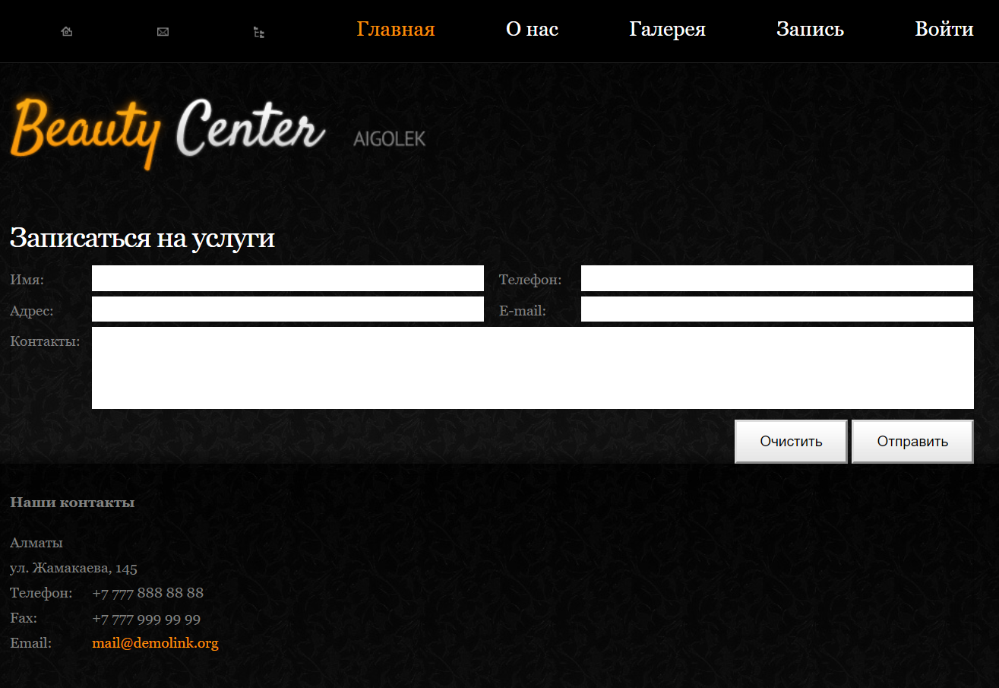 Главная О нас Галерея Запись Войти
Beauty Center AIGOLEK
Записаться на услуги
Имя: Телефон:
Адрес: E-mail:
Контакты:
Очистить Отправить
Наши контакты
Алматы
ул. Жамакаева, 145
Телефон: +7 777 888 88 88
Fax: +7 777 999 99 99
Email: mail@demolink.org